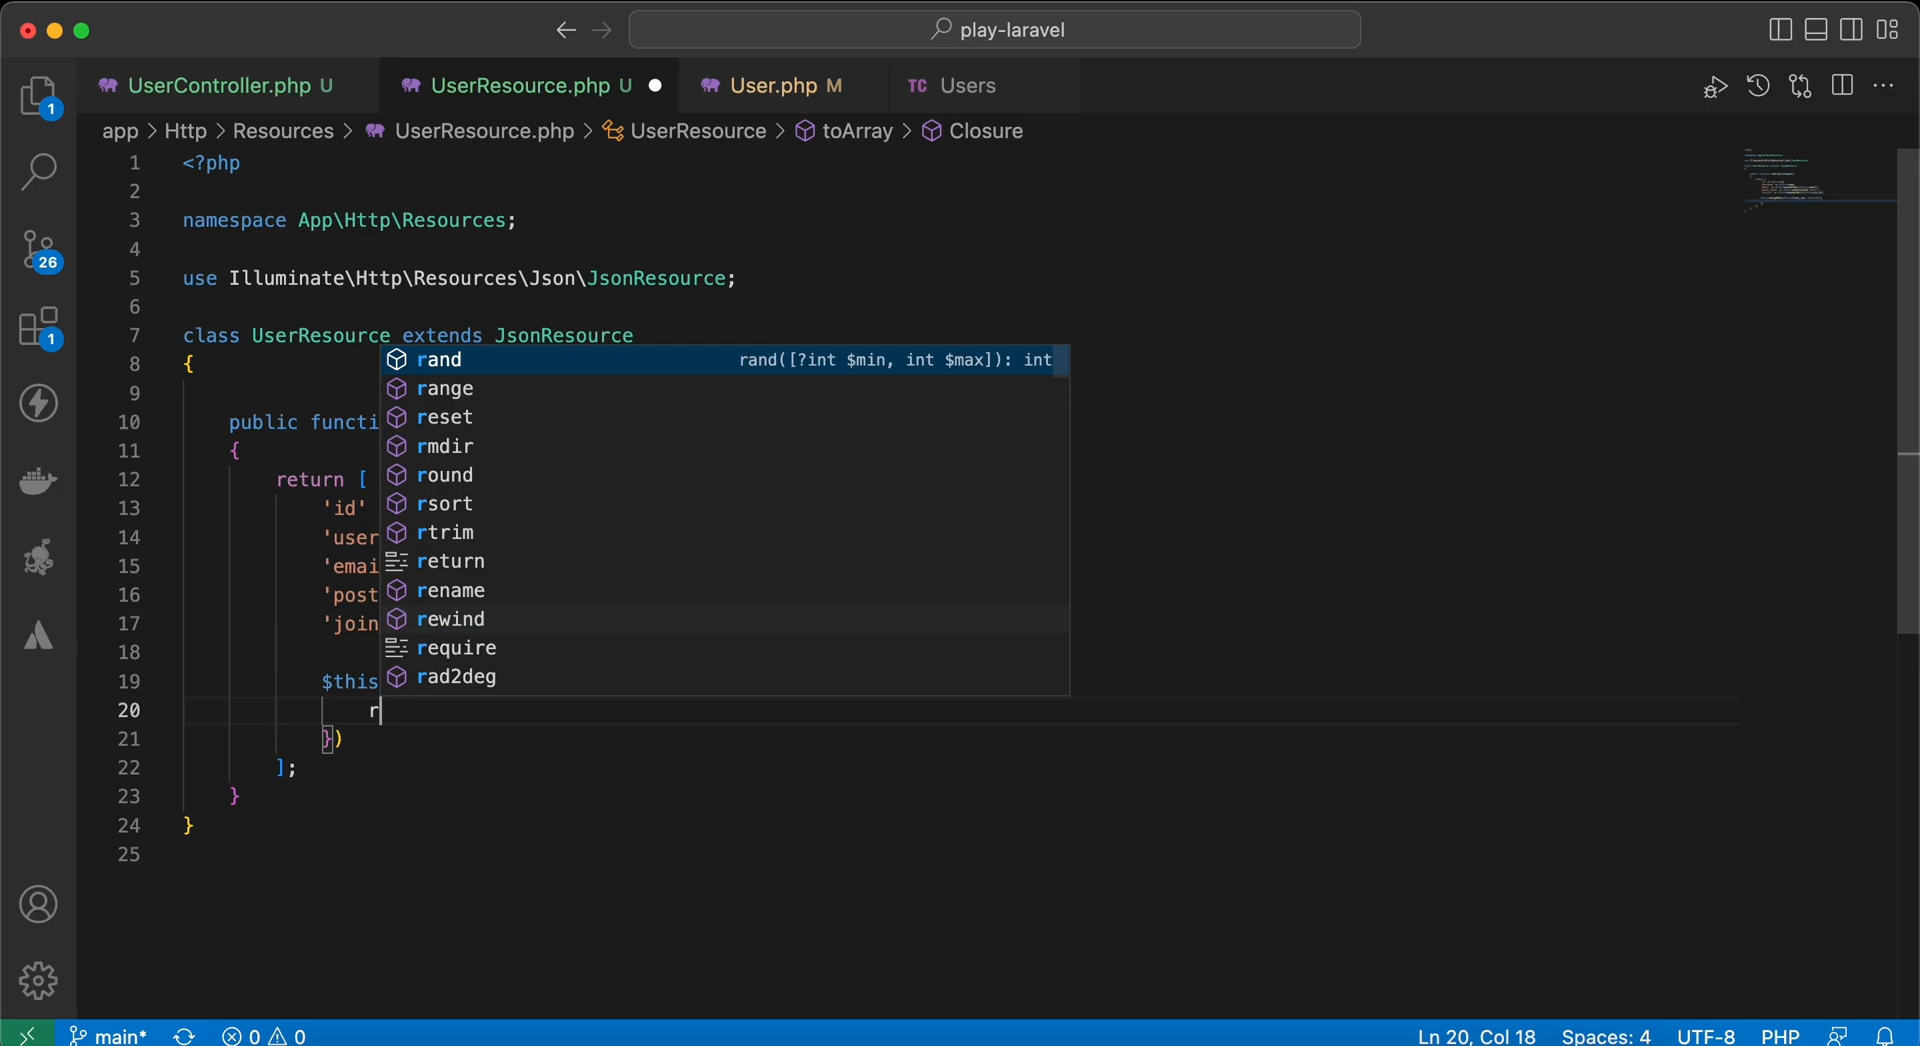 play-laravel
UserController.php U
UserResource.php U
User.php M
TC Users
app > Http > Resources > UserResource.php > UserResource > toArray > Closure
1 <?php
2
3 namespace App\Http\Resources;
4
5 use Illuminate\Http\Resources\Json\JsonResource;
6
7 class UserResource extends JsonResource
8 {
9
10 public functi
11 {
12 return [
13 'id'
14 'user
15 'emai
16 'post
17 'join
18
19 $this
20 r
21 })
22 ];
23 }
24 }
25
rand rand([?int $min, int $max]): int
range
reset
rmdir
round
rsort
rtrim
return
rename
rewind
require
rad2deg
1
26
1
main* 0 0 Ln 20, Col 18 Spaces: 4 UTF-8 PHP